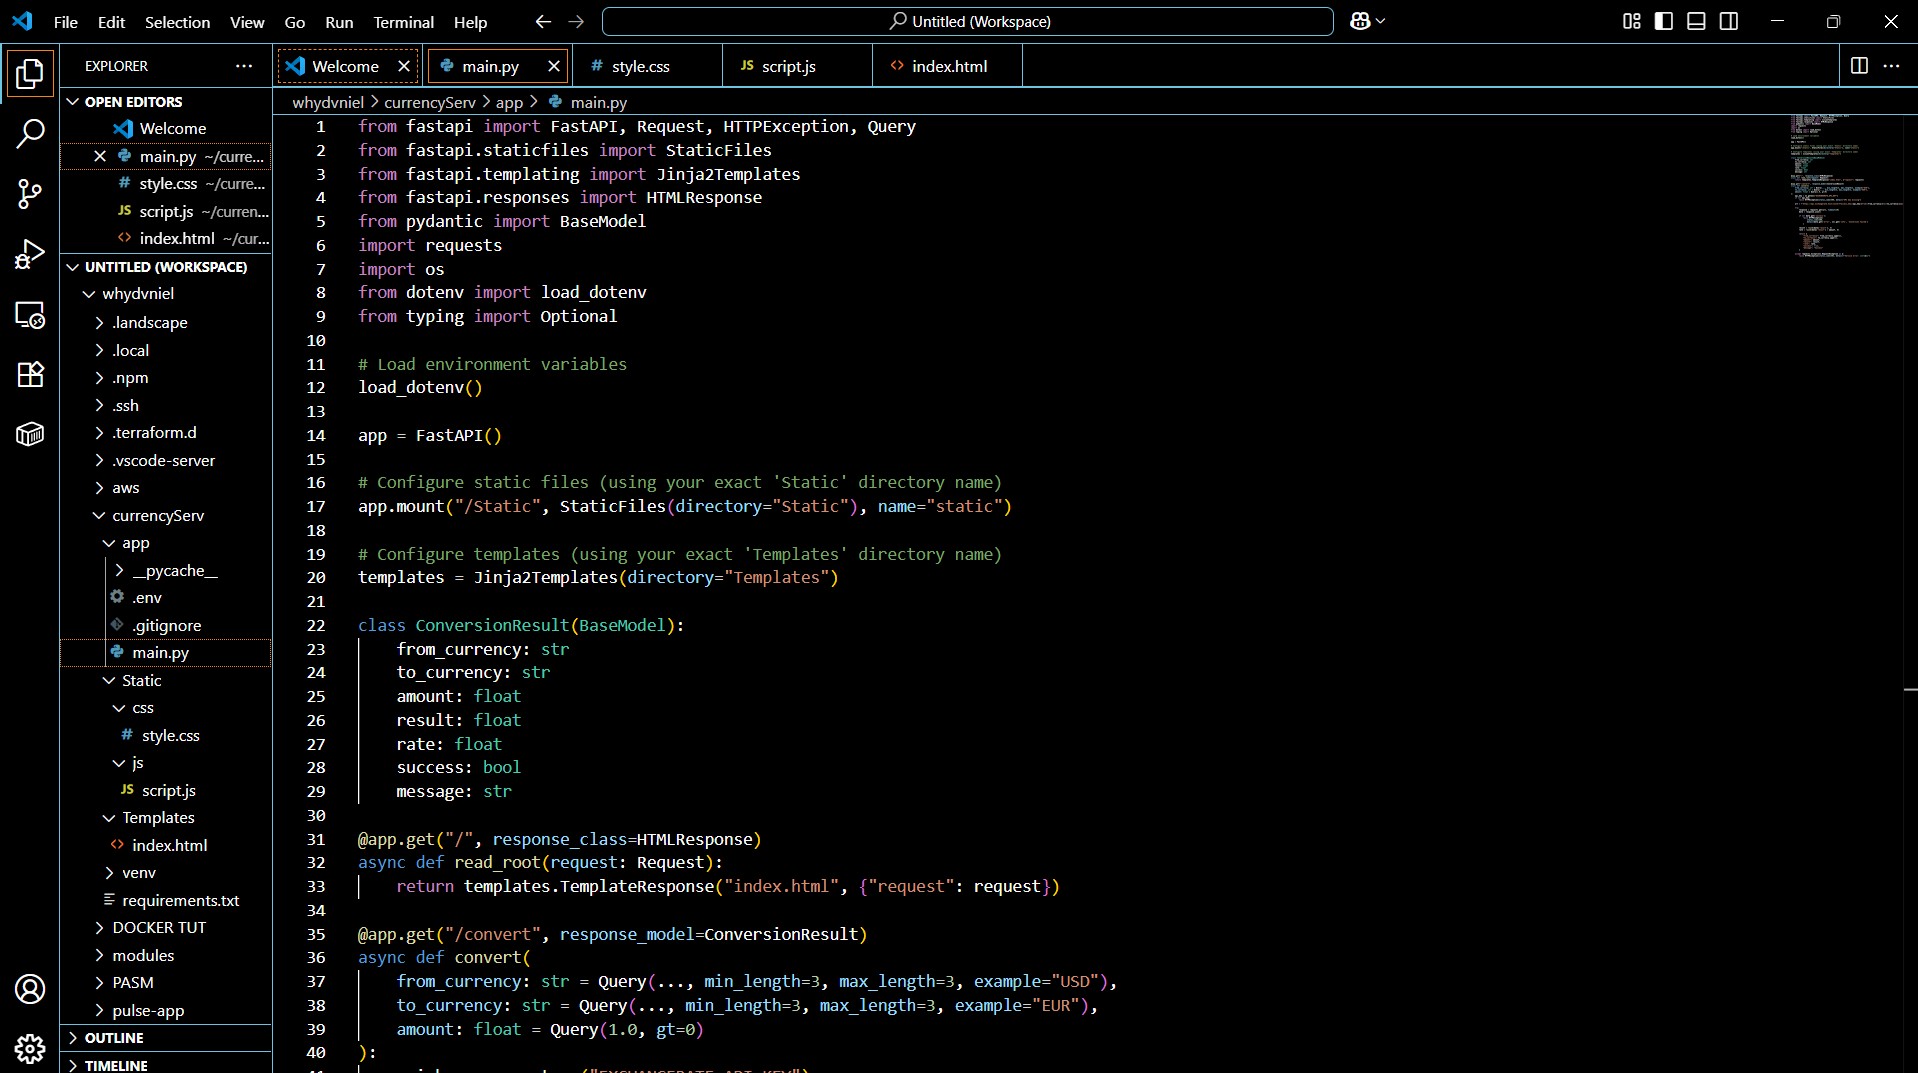 File Edit Selection View Go Run Terminal Help
Untitled (Workspace)
EXPLORER
OPEN EDITORS
Welcome
main.py ~/curre...
style.css ~/curre...
script.js ~/curren...
index.html ~/cur...
UNTITLED (WORKSPACE)
whydvniel
.landscape
.local
.npm
.ssh
.terraform.d
.vscode-server
aws
currencyServ
app
__pycache__
.env
.gitignore
main.py
Static
css
style.css
js
JS script.js
Templates
index.html
venv
requirements.txt
DOCKER TUT
modules
PASM
pulse-app
OUTLINE
TIMELINE
Welcome main.py # style.css JS script.js <> index.html
whydvniel > currencyServ > app > main.py
1 from fastapi import FastAPI, Request, HTTPException, Query
2 from fastapi.staticfiles import StaticFiles
3 from fastapi.templating import Jinja2Templates
4 from fastapi.responses import HTMLResponse
5 from pydantic import BaseModel
6 import requests
7 import os
8 from dotenv import load_dotenv
9 from typing import Optional
10
11 # Load environment variables
12 load_dotenv()
13
14 app = FastAPI()
15
16 # Configure static files (using your exact 'Static' directory name)
17 app.mount("/Static", StaticFiles(directory="Static"), name="static")
18
19 # Configure templates (using your exact 'Templates' directory name)
20 templates = Jinja2Templates(directory="Templates")
21
22 class ConversionResult(BaseModel):
23 from_currency: str
24 to_currency: str
25 amount: float
26 result: float
27 rate: float
28 success: bool
29 message: str
30
31 @app.get("/", response_class=HTMLResponse)
32 async def read_root(request: Request):
33 return templates.TemplateResponse("index.html", {"request": request})
34
35 @app.get("/convert", response_model=ConversionResult)
36 async def convert(
37 from_currency: str = Query(..., min_length=3, max_length=3, example="USD"),
38 to_currency: str = Query(..., min_length=3, max_length=3, example="EUR"),
39 amount: float = Query(1.0, gt=0)
40 ):